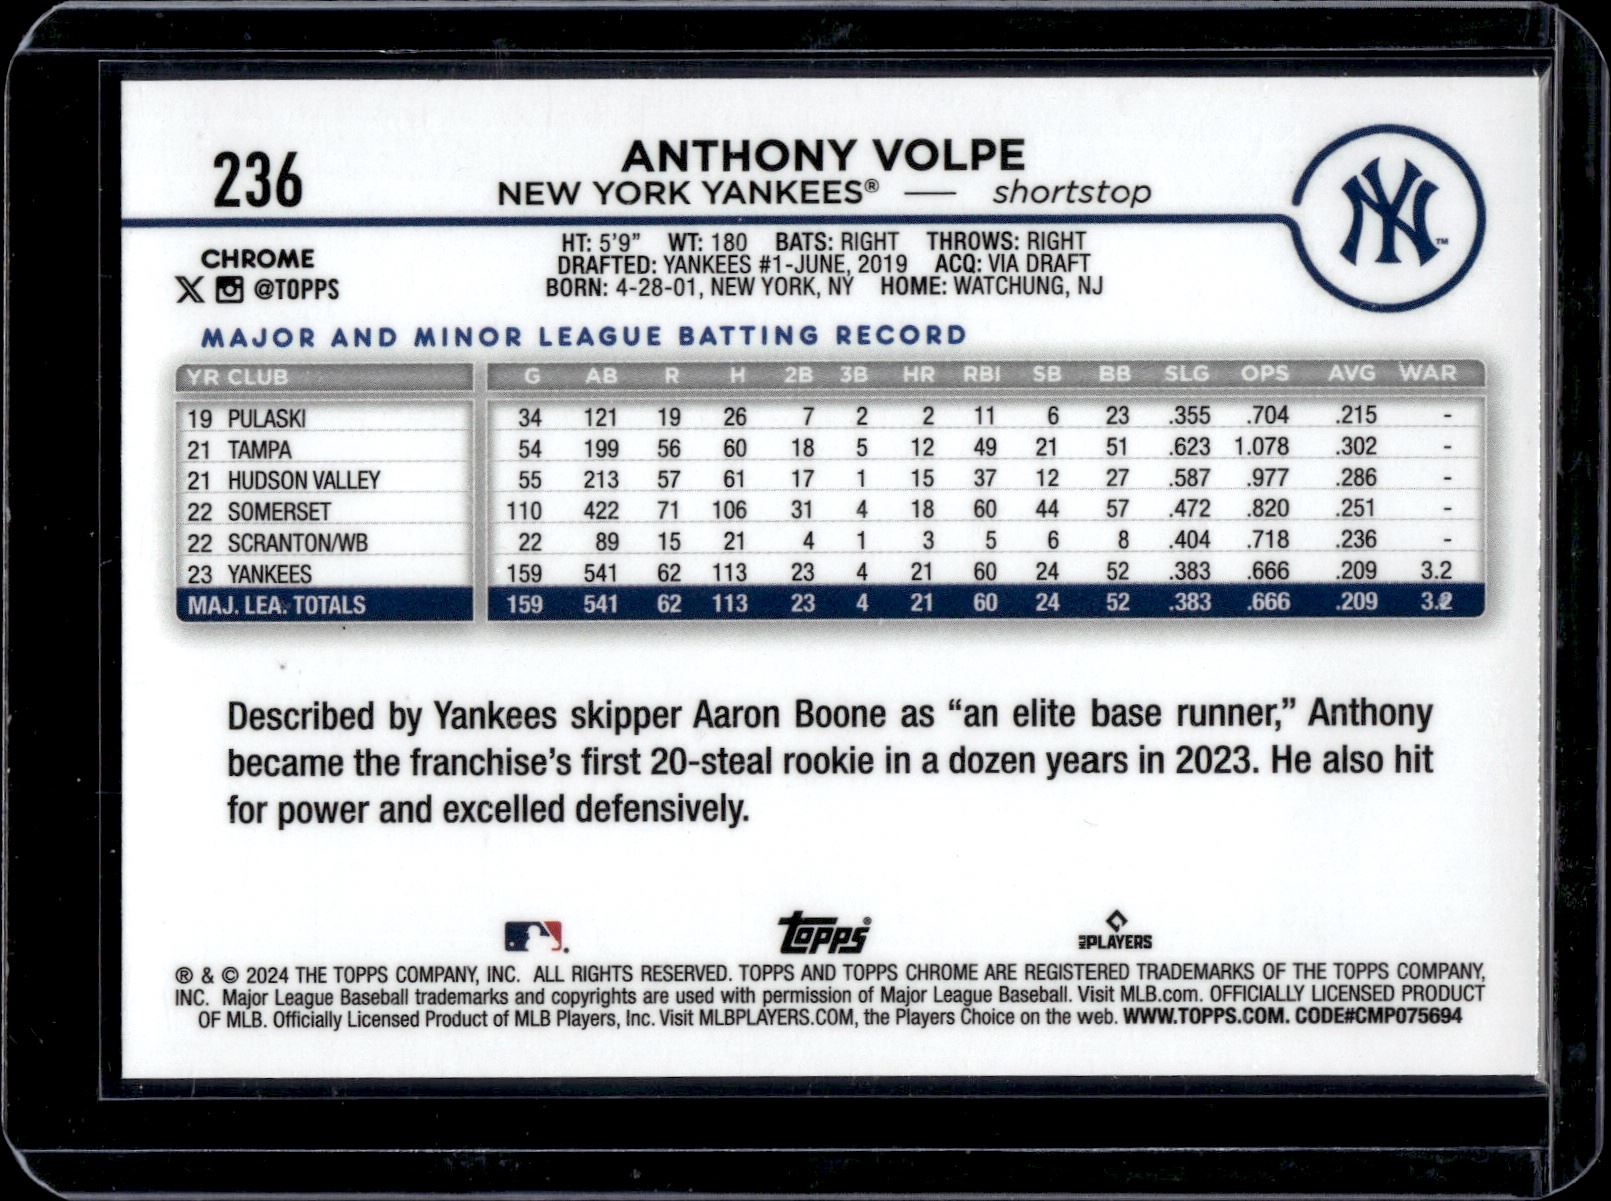 236
ANTHONY VOLPE
NEW YORK YANKEES® — shortstop
NY™
CHROME
X @TOPPS
HT: 5'9" WT: 180 BATS: RIGHT THROWS: RIGHT
DRAFTED: YANKEES #1-JUNE, 2019 ACQ: VIA DRAFT
BORN: 4-28-01, NEW YORK, NY HOME: WATCHUNG, NJ
MAJOR AND MINOR LEAGUE BATTING RECORD
YR CLUB G AB R H 2B 3B HR RBI SB BB SLG OPS AVG WAR
19 PULASKI 34 121 19 26 7 2 2 11 6 23 .355 .704 .215 -
21 TAMPA 54 199 56 60 18 5 12 49 21 51 .623 1.078 .302 -
21 HUDSON VALLEY 55 213 57 61 17 1 15 37 12 27 .587 .977 .286 -
22 SOMERSET 110 422 71 106 31 4 18 60 44 57 .472 .820 .251 -
22 SCRANTON/WB 22 89 15 21 4 1 3 5 6 8 .404 .718 .236 -
23 YANKEES 159 541 62 113 23 4 21 60 24 52 .383 .666 .209 3.2
MAJ. LEA. TOTALS 159 541 62 113 23 4 21 60 24 52 .383 .666 .209 3.2
Described by Yankees skipper Aaron Boone as “an elite base runner,” Anthony
became the franchise’s first 20-steal rookie in a dozen years in 2023. He also hit
for power and excelled defensively.
topps®
MLB PLAYERS
® & © 2024 THE TOPPS COMPANY, INC. ALL RIGHTS RESERVED. TOPPS AND TOPPS CHROME ARE REGISTERED TRADEMARKS OF THE TOPPS COMPANY,
INC. Major League Baseball trademarks and copyrights are used with permission of Major League Baseball. Visit MLB.com. OFFICIALLY LICENSED PRODUCT
OF MLB. Officially Licensed Product of MLB Players, Inc. Visit MLBPLAYERS.COM, the Players Choice on the web. WWW.TOPPS.COM. CODE#CMP075694